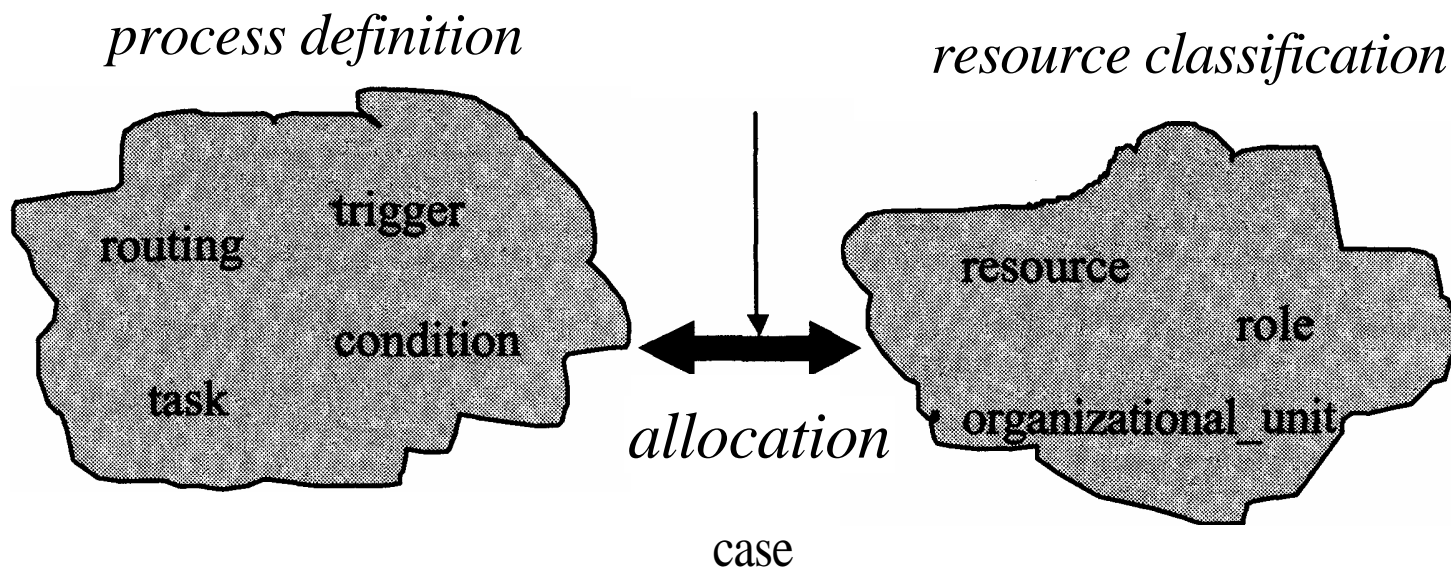 process definition
resource classification
trigger
routing
resource
role
condition
task
organizational_unit
allocation
case